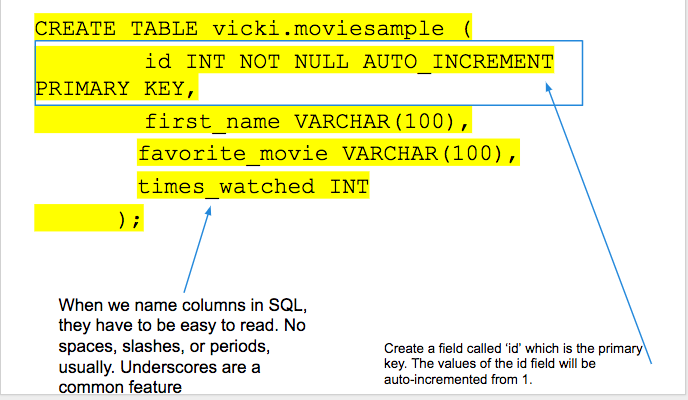 CREATE TABLE vicki.moviesample (
id INT NOT NULL AUTO_INCREMENT
PRIMARY KEY,
first_name VARCHAR(100),
favorite_movie VARCHAR(100),
times_watched INT
);
When we name columns in SQL,
they have to be easy to read. No
spaces, slashes, or periods,
usually. Underscores are a
common feature
Create a field called ‘id’ which is the primary
key. The values of the id field will be
auto-incremented from 1.